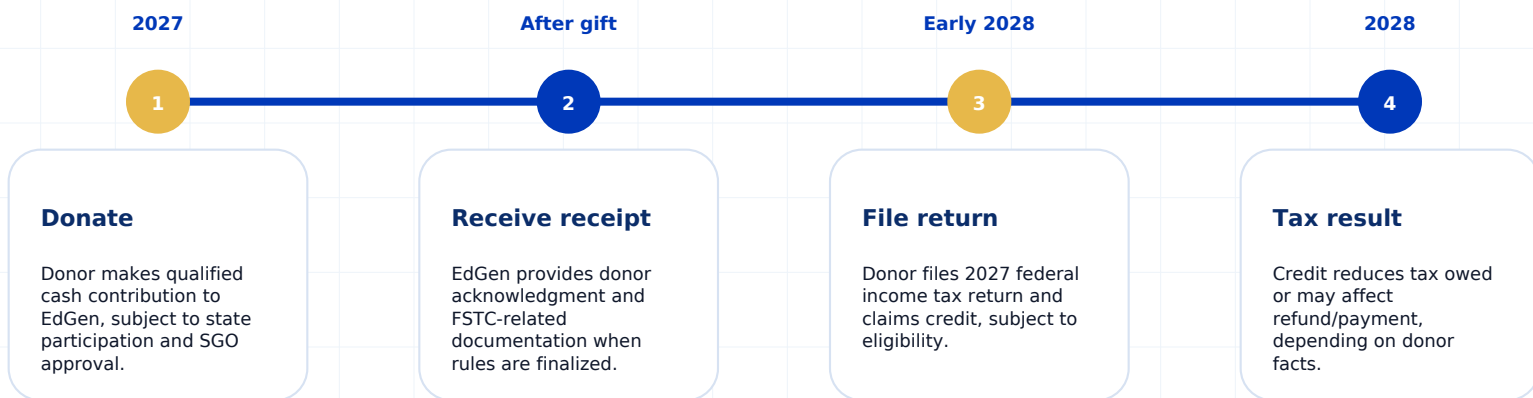 2027
After gift
Early 2028
2028
1
2
3
4
Donate
Donor makes qualified
cash contribution to
EdGen, subject to state
participation and SGO
approval.
Receive receipt
EdGen provides donor
acknowledgment and
FSTC-related
documentation when
rules are finalized.
File return
Donor files 2027 federal
income tax return and
claims credit, subject to
eligibility.
Tax result
Credit reduces tax owed
or may affect
refund/payment,
depending on donor
facts.